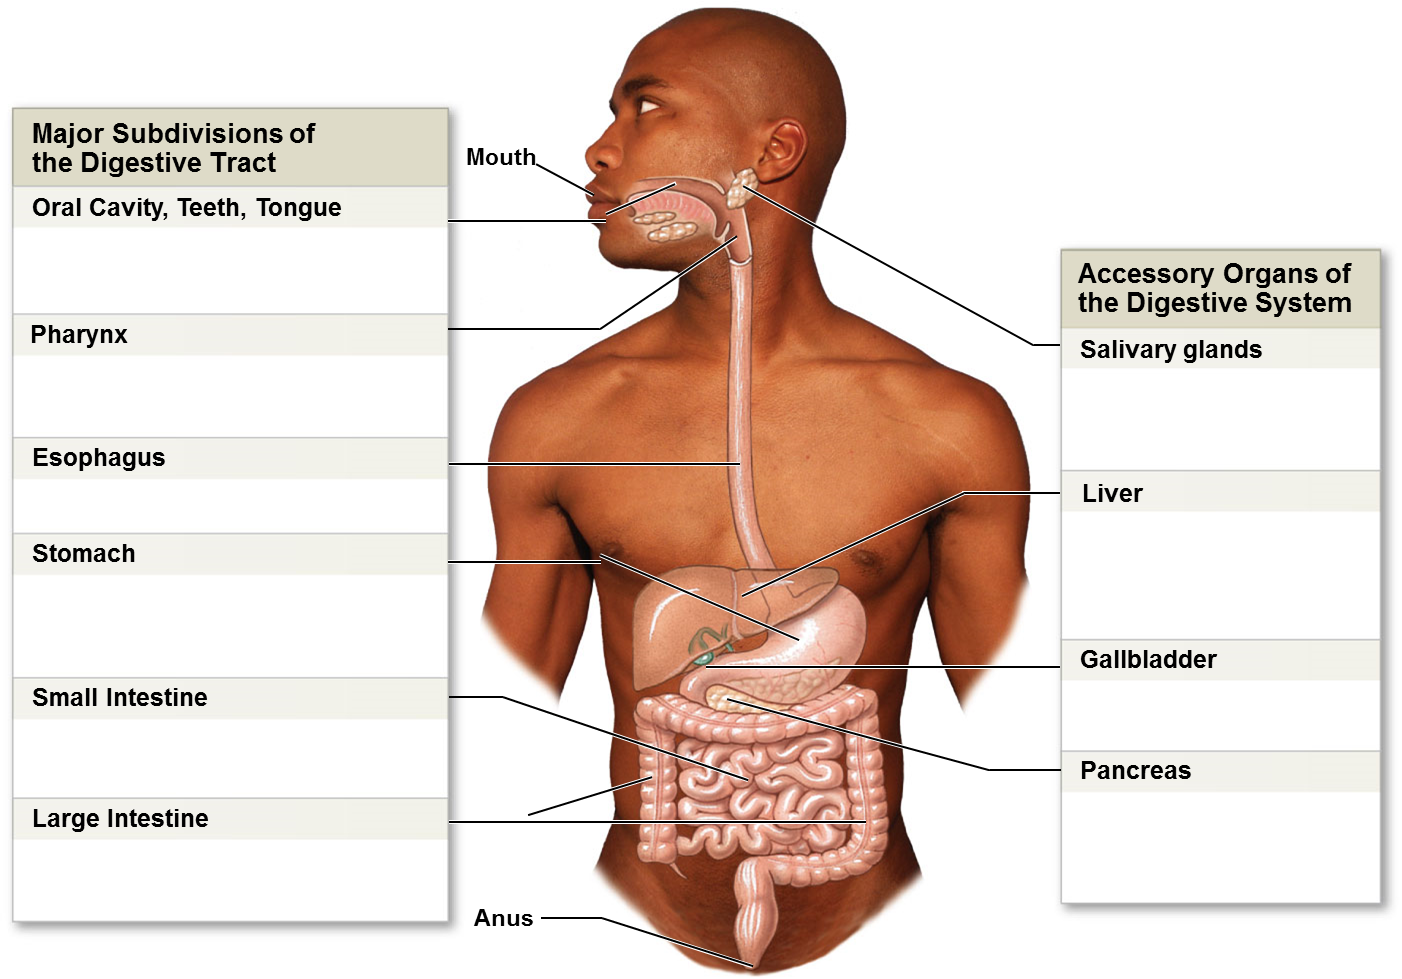 Major Subdivisions of
the Digestive Tract
Oral Cavity, Teeth, Tongue
Pharynx
Esophagus
Stomach
Small Intestine
Large Intestine
Mouth
Anus
Accessory Organs of
the Digestive System
Salivary glands
Liver
Gallbladder
Pancreas